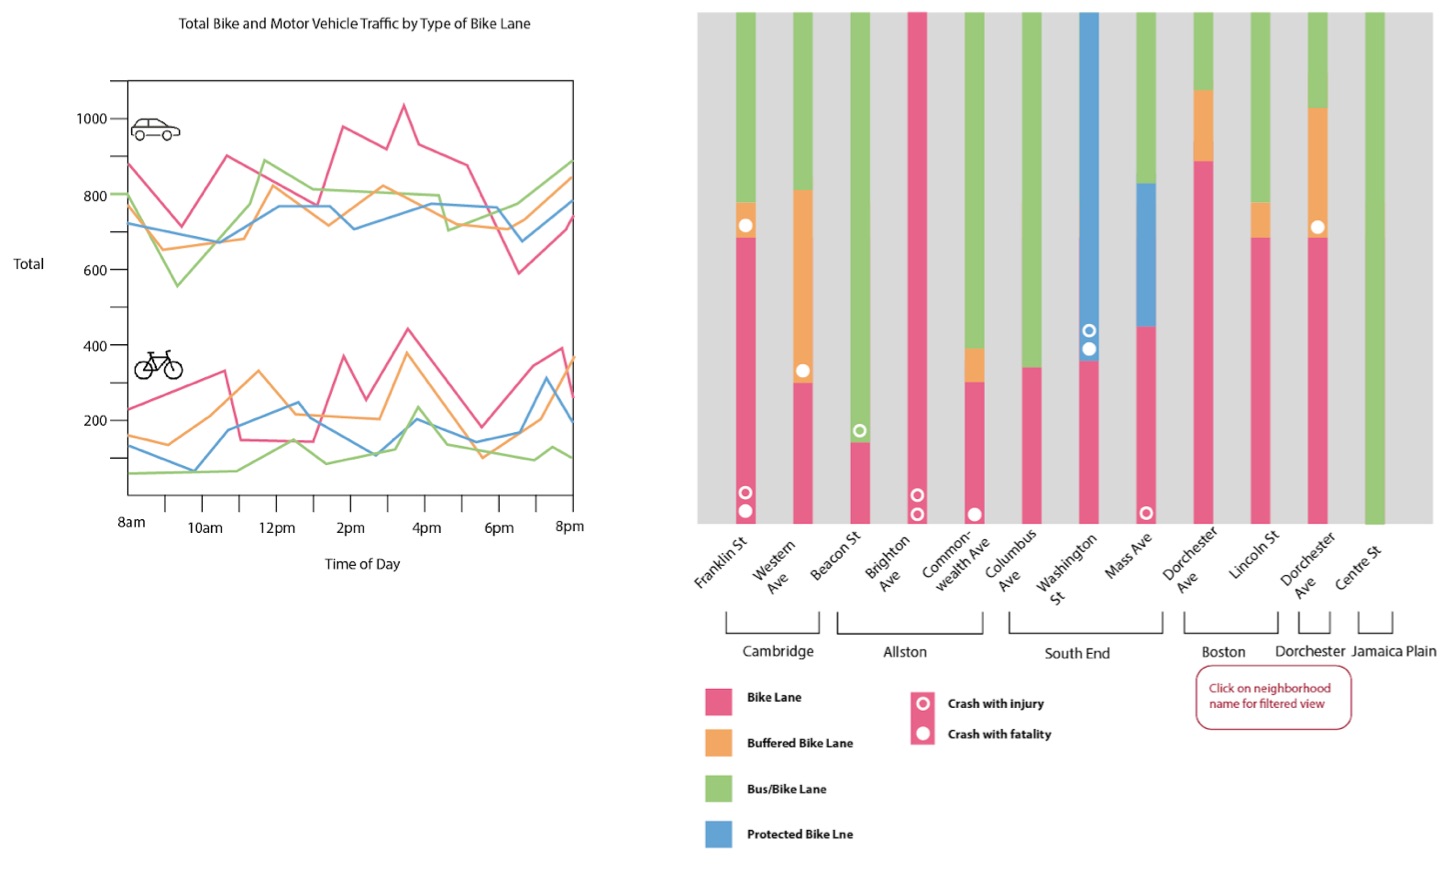 Total Bike and Motor Vehicle Traffic by Type of Bike Lane
Total
1000
800
600
400
200
8am
10am
12pm
2pm
4pm
6pm
8pm
Time of Day
Franklin St
Western
Ave
Beacon St
Brighton
Ave
Common-
wealth Ave
Columbus
Ave
Washington
St
Mass Ave
Dorchester
Ave
Lincoln St
Dorchester
Ave
Centre St
Cambridge
Allston
South End
Boston
Dorchester
Jamaica Plain
Click on neighborhood
name for filtered view
Bike Lane
Buffered Bike Lane
Bus/Bike Lane
Protected Bike Lne
Crash with injury
Crash with fatality